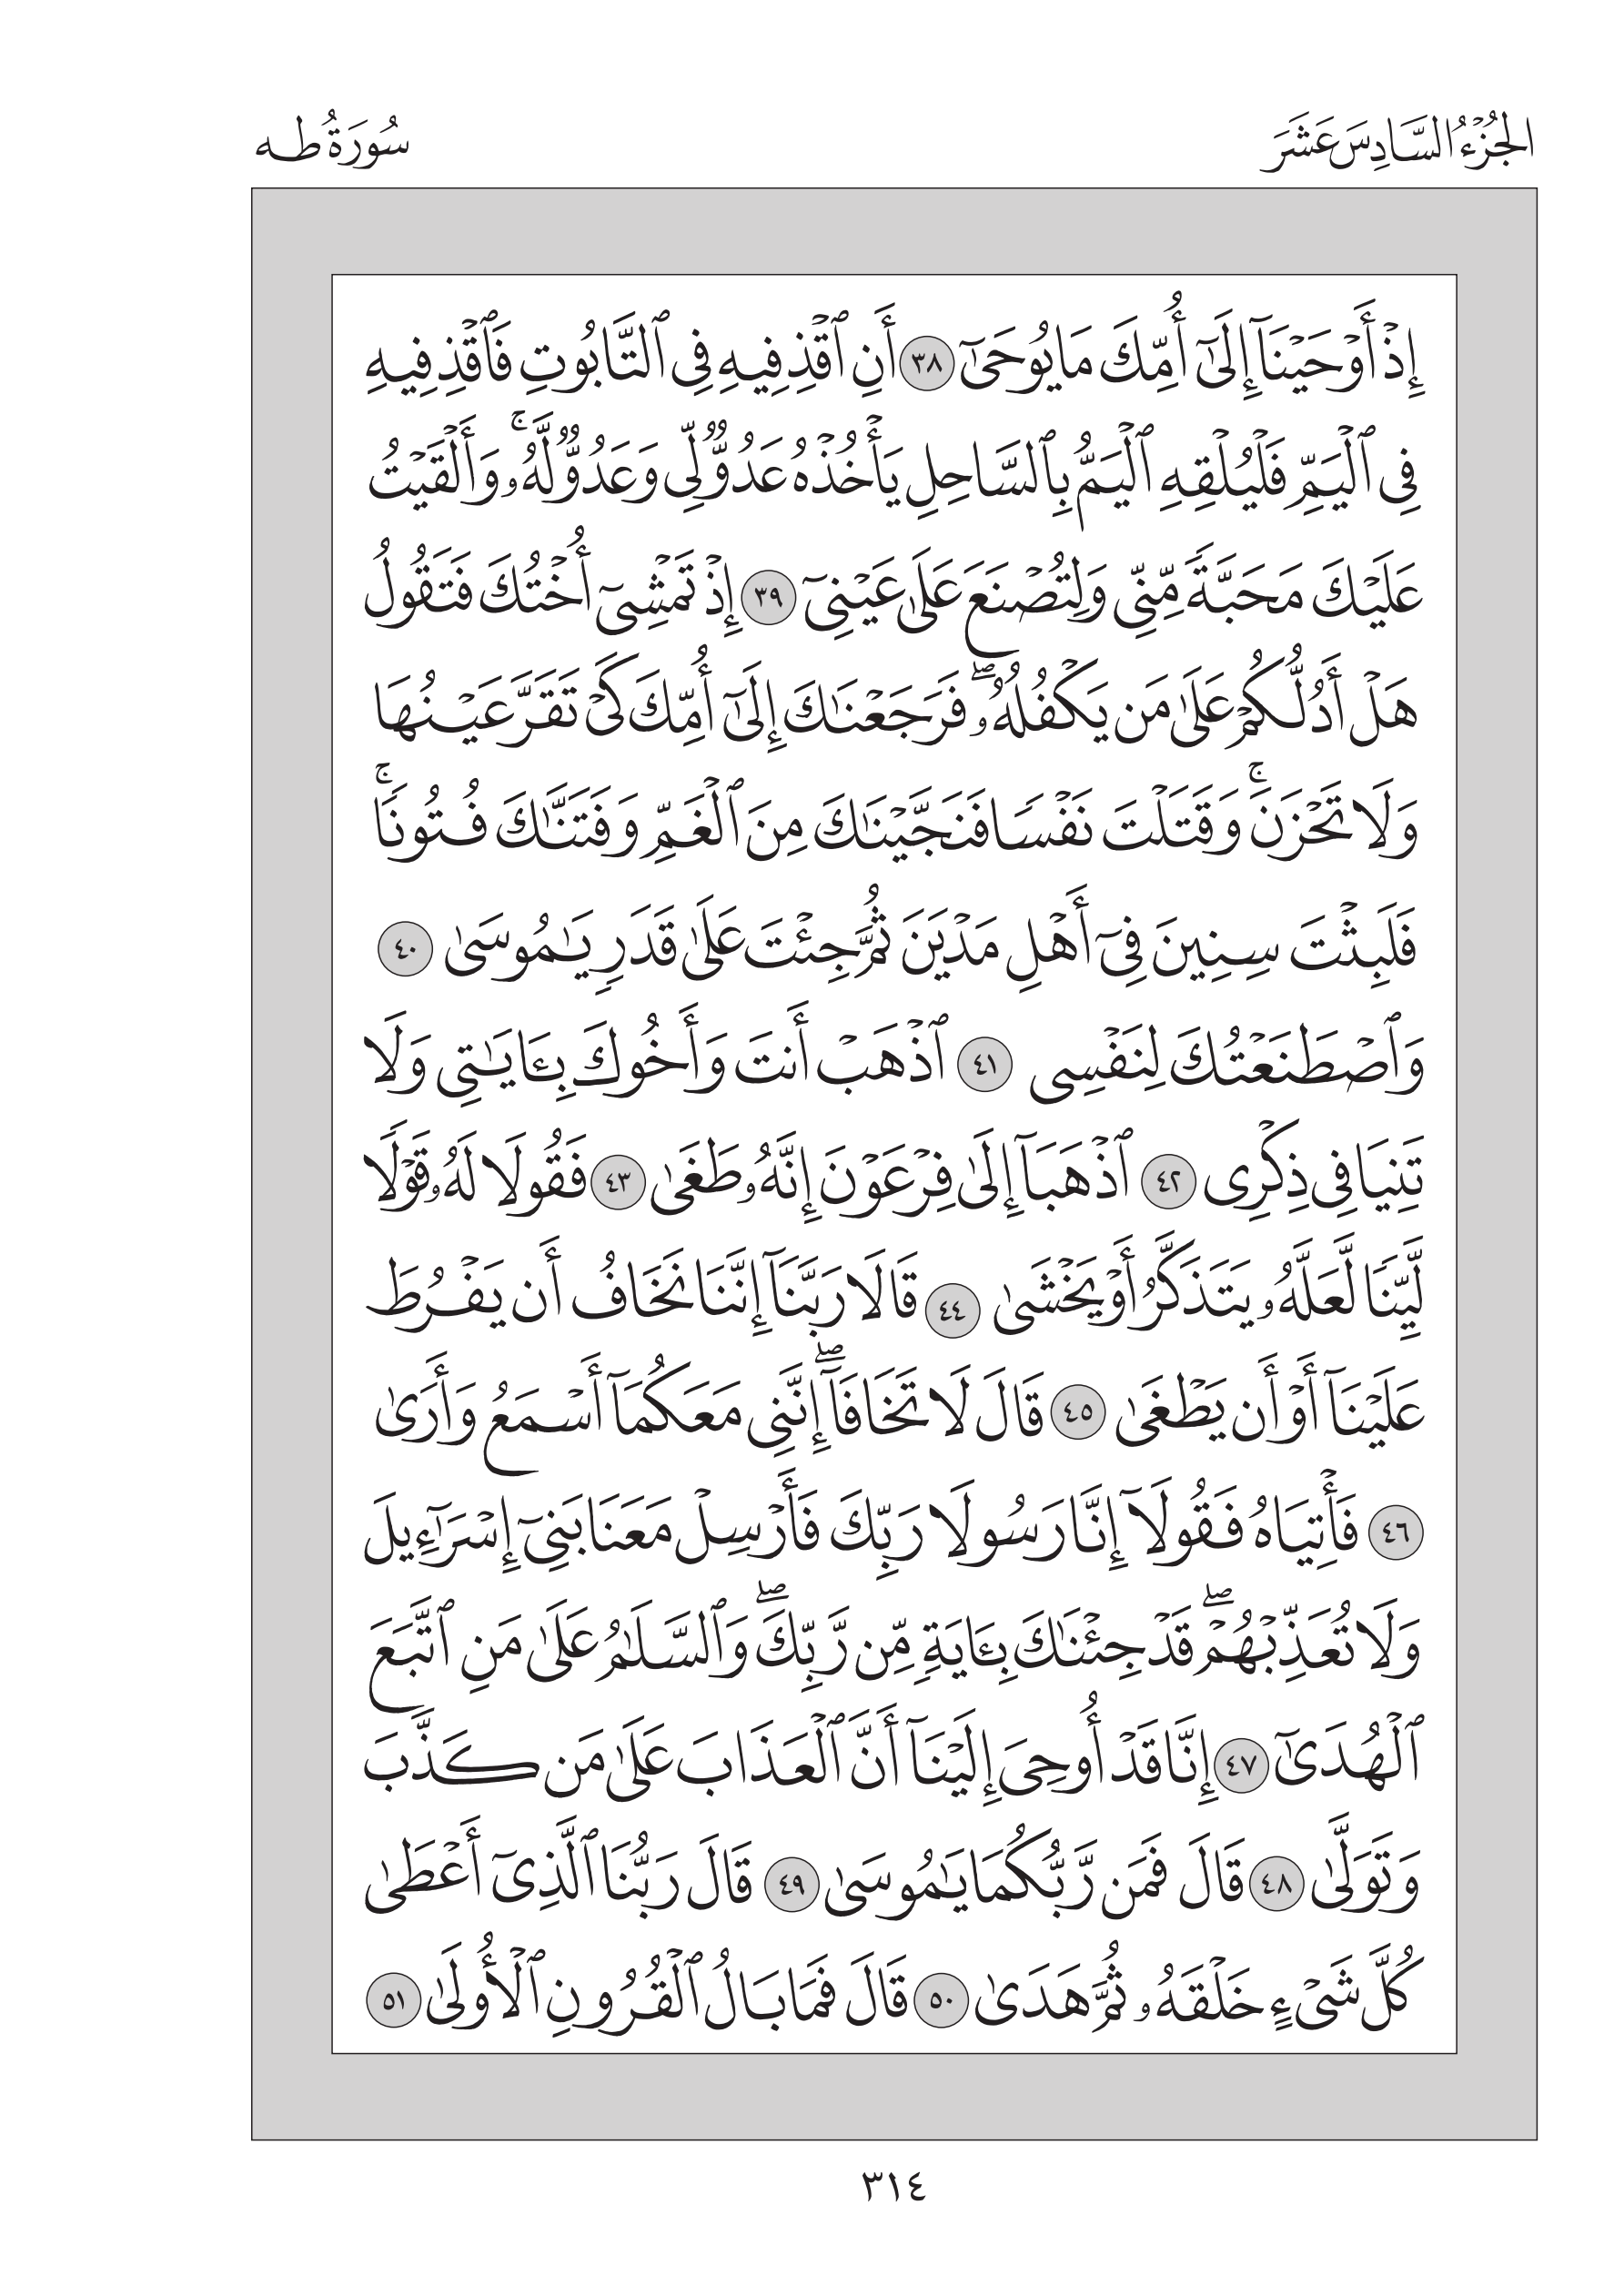 الجُزْءُ السَّادِسَ عَشَرَ
سُورَةُ طه
إِذْ أَوْحَيْنَآ إِلَىٰٓ أُمِّكَ مَا يُوحَىٰٓ ٣٨ أَنِ ٱقْذِفِيهِ فِى ٱلتَّابُوتِ فَٱقْذِفِيهِ
فِى ٱلْيَمِّ فَلْيُلْقِهِ ٱلْيَمُّ بِٱلسَّاحِلِ يَأْخُذْهُ عَدُوٌّ لِّى وَعَدُوٌّ لَّهُۥ ۚ وَأَلْقَيْتُ
عَلَيْكَ مَحَبَّةً مِّنِّى وَلِتُصْنَعَ عَلَىٰ عَيْنِىٓ ٣٩ إِذْ تَمْشِىٓ أُخْتُكَ فَتَقُولُ
هَلْ أَدُلُّكُمْ عَلَىٰ مَن يَكْفُلُهُۥ ۖ فَرَجَعْنَـٰكَ إِلَىٰٓ أُمِّكَ كَىْ تَقَرَّ عَيْنُهَا
وَلَا تَحْزَنَ ۚ وَقَتَلْتَ نَفْسًا فَنَجَّيْنَـٰكَ مِنَ ٱلْغَمِّ وَفَتَنَّـٰكَ فُتُونًا ۚ
فَلَبِثْتَ سِنِينَ فِىٓ أَهْلِ مَدْيَنَ ثُمَّ جِئْتَ عَلَىٰ قَدَرٍ يَـٰمُوسَىٰ ٤٠
وَٱصْطَنَعْتُكَ لِنَفْسِى ٤١ ٱذْهَبْ أَنتَ وَأَخُوكَ بِـَٔايَـٰتِى وَلَا
تَنِيَا فِى ذِكْرِى ٤٢ ٱذْهَبَآ إِلَىٰ فِرْعَوْنَ إِنَّهُۥ طَغَىٰ ٤٣ فَقُولَا لَهُۥ قَوْلًا
لَّيِّنًا لَّعَلَّهُۥ يَتَذَكَّرُ أَوْ يَخْشَىٰ ٤٤ قَالَا رَبَّنَآ إِنَّنَا نَخَافُ أَن يَفْرُطَ
عَلَيْنَآ أَوْ أَن يَطْغَىٰ ٤٥ قَالَ لَا تَخَافَآ ۖ إِنَّنِى مَعَكُمَآ أَسْمَعُ وَأَرَىٰ
٤٦ فَأْتِيَاهُ فَقُولَآ إِنَّا رَسُولَا رَبِّكَ فَأَرْسِلْ مَعَنَا بَنِىٓ إِسْرَٰٓءِيلَ
وَلَا تُعَذِّبْهُمْ ۖ قَدْ جِئْنَـٰكَ بِـَٔايَةٍ مِّن رَّبِّكَ ۖ وَٱلسَّلَـٰمُ عَلَىٰ مَنِ ٱتَّبَعَ
ٱلْهُدَىٰٓ ٤٧ إِنَّا قَدْ أُوحِىَ إِلَيْنَآ أَنَّ ٱلْعَذَابَ عَلَىٰ مَن كَذَّبَ
وَتَوَلَّىٰ ٤٨ قَالَ فَمَن رَّبُّكُمَا يَـٰمُوسَىٰ ٤٩ قَالَ رَبُّنَا ٱلَّذِىٓ أَعْطَىٰ
كُلَّ شَىْءٍ خَلْقَهُۥ ثُمَّ هَدَىٰ ٥٠ قَالَ فَمَا بَالُ ٱلْقُرُونِ ٱلْأُولَىٰ ٥١
٣١٤